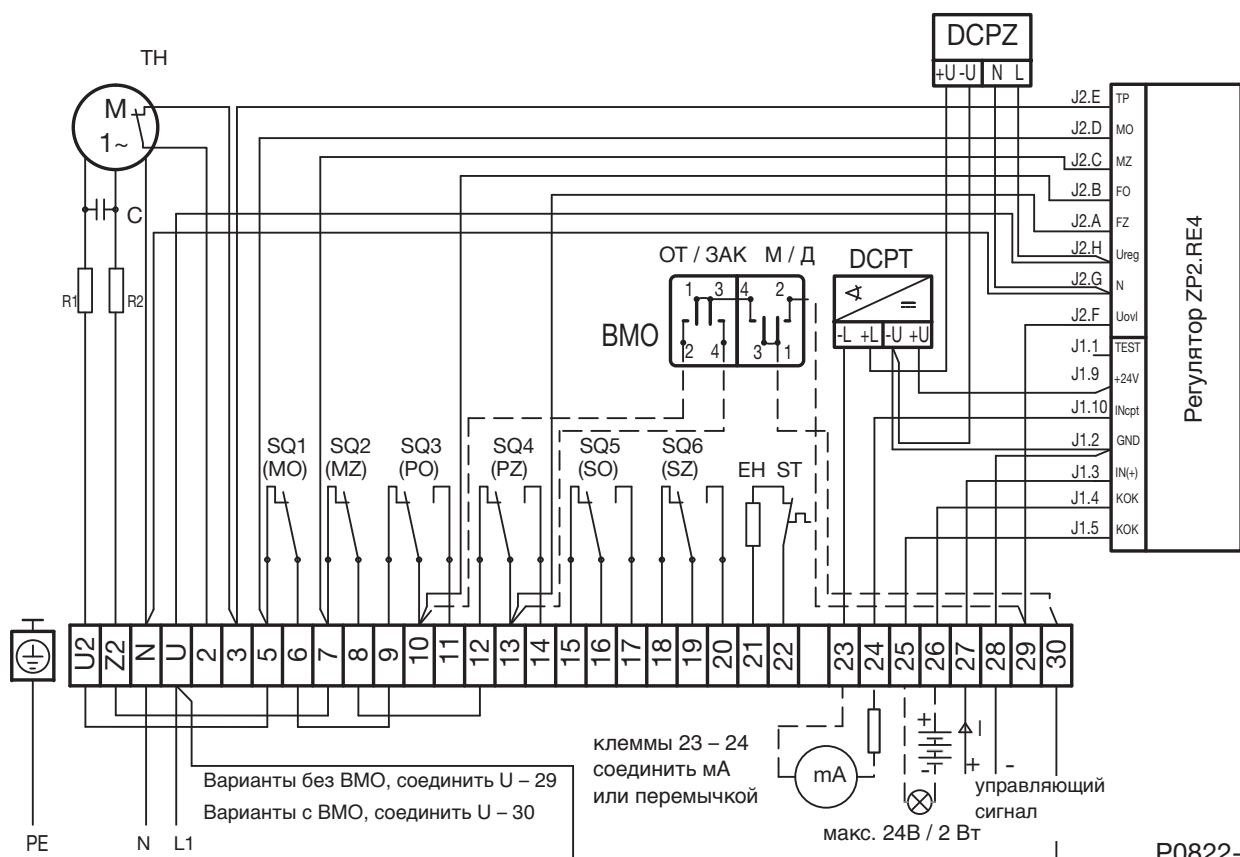 DCPZ
+U -U N L
TH
M
1~
C
R1
R2
J2.E TP
J2.D MO
J2.C MZ
J2.B FO
J2.A FZ
J2.H Ureg
J2.G N
J2.F Uovl
J1.1 TEST
J1.9 +24V
J1.10 INcpt
J1.2 GND
J1.3 IN(+)
J1.4 KOK
J1.5 KOK
Регулятор ZP2.RE4
ОТ / ЗАК М / Д
1 3 4 2
ВМО
2 4 3 1
DCPT
-L +L -U +U
SQ1
(MO)
SQ2
(MZ)
SQ3
(PO)
SQ4
(PZ)
SQ5
(SO)
SQ6
(SZ)
EH ST
U2 Z2 N U 2 3 5 6 7 8 9 10 11 12 13 14 15 16 17 18 19 20 21 22 23 24 25 26 27 28 29 30
клеммы 23 – 24
соединить мА
или перемычкой
mA
+
-
I
+ -
управляющий
сигнал
макс. 24В / 2 Вт
Варианты без ВМО, соединить U – 29
Варианты с ВМО, соединить U – 30
PE N L1
P0822-